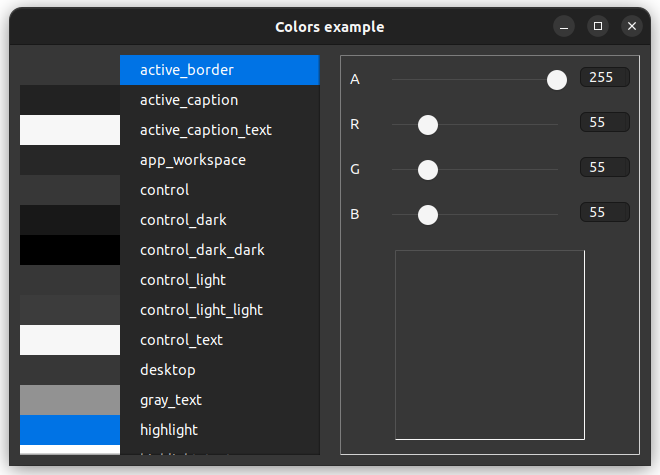 Colors example
active_border
active_caption
active_caption_text
app_workspace
control
control_dark
control_dark_dark
control_light
control_light_light
control_text
desktop
gray_text
highlight
A 255
R 55
G 55
B 55